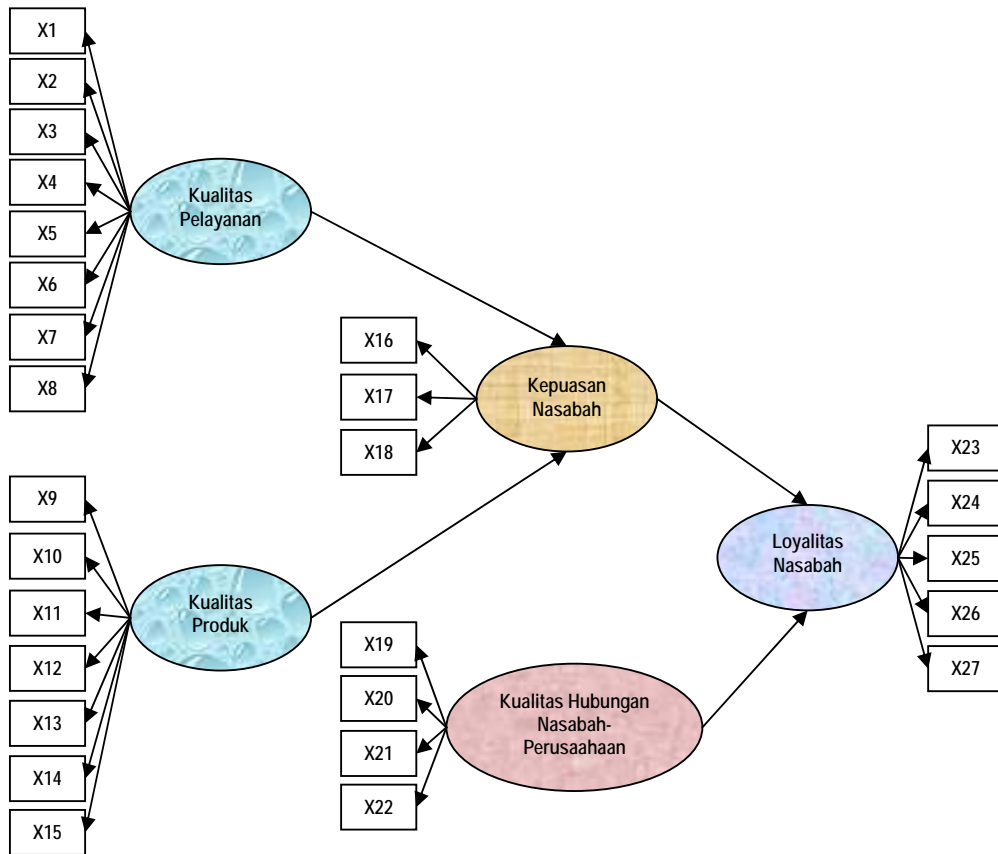 X1
X2
X3
X4
X5
X6
X7
X8
Kualitas
Pelayanan
X16
X17
X18
Kepuasan
Nasabah
X9
X10
X11
X12
X13
X14
X15
Kualitas
Produk
X19
X20
X21
X22
Kualitas Hubungan
Nasabah-
Perusaahaan
Loyalitas
Nasabah
X23
X24
X25
X26
X27